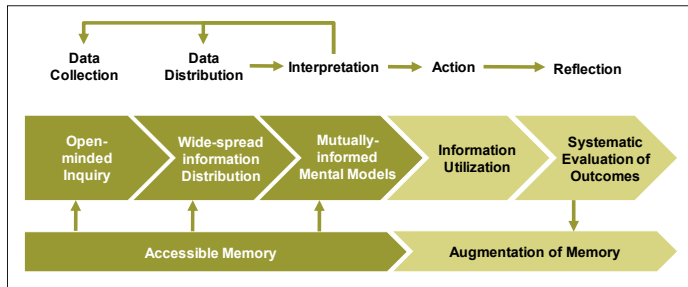 Data
Collection
Data
Distribution
Interpretation
Action
Reflection
Open-
minded
Inquiry
Wide-spread
information
Distribution
Mutually-
informed
Mental Models
Information
Utilization
Systematic
Evaluation of
Outcomes
Accessible Memory
Augmentation of Memory